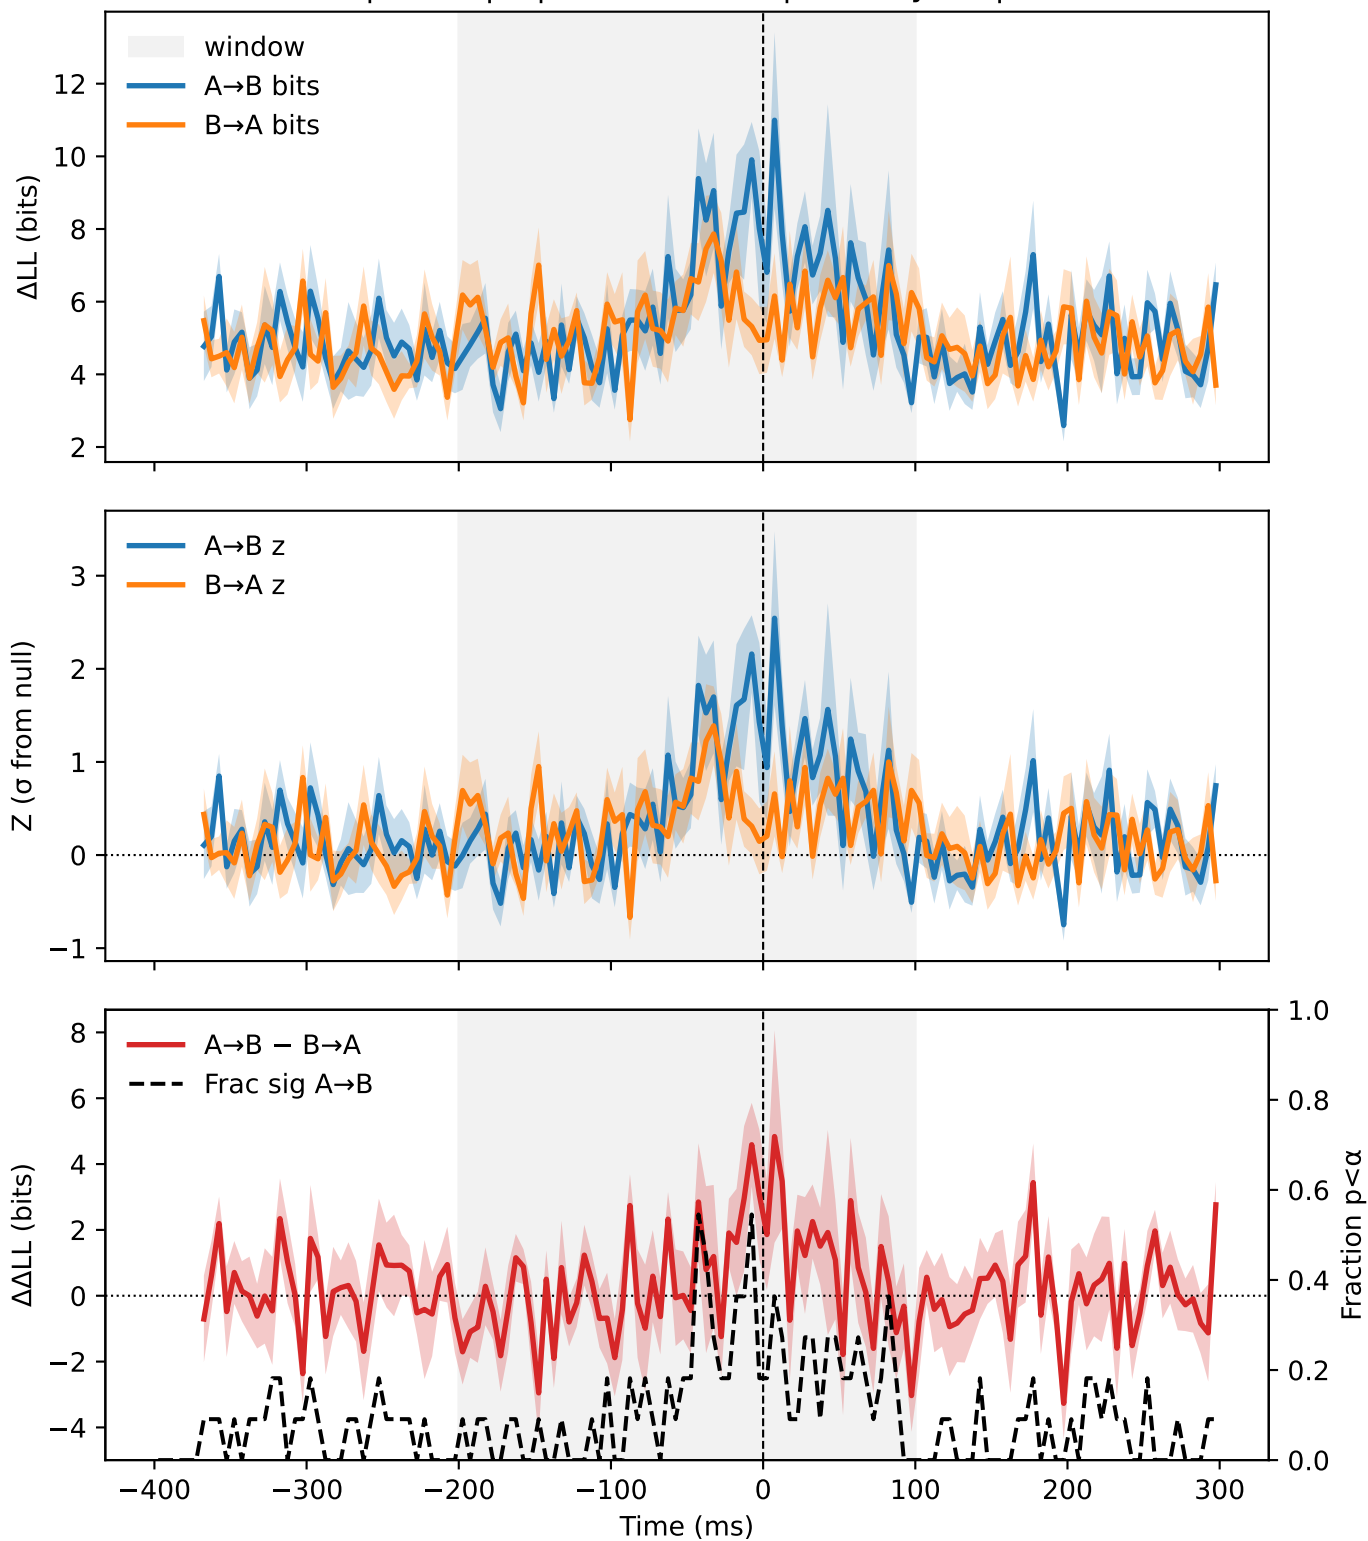 window
A→B bits
B→A bits
ΔLL (bits)
12
10
8
6
4
2
A→B z
B→A z
Z (σ from null)
3
2
1
0
−1
A→B − B→A
Frac sig A→B
ΔΔLL (bits)
8
6
4
2
0
−2
−4
1.0
0.8
0.6
0.4
0.2
0.0
Fraction p<α
−400 −300 −200 −100 0 100 200 300
Time (ms)